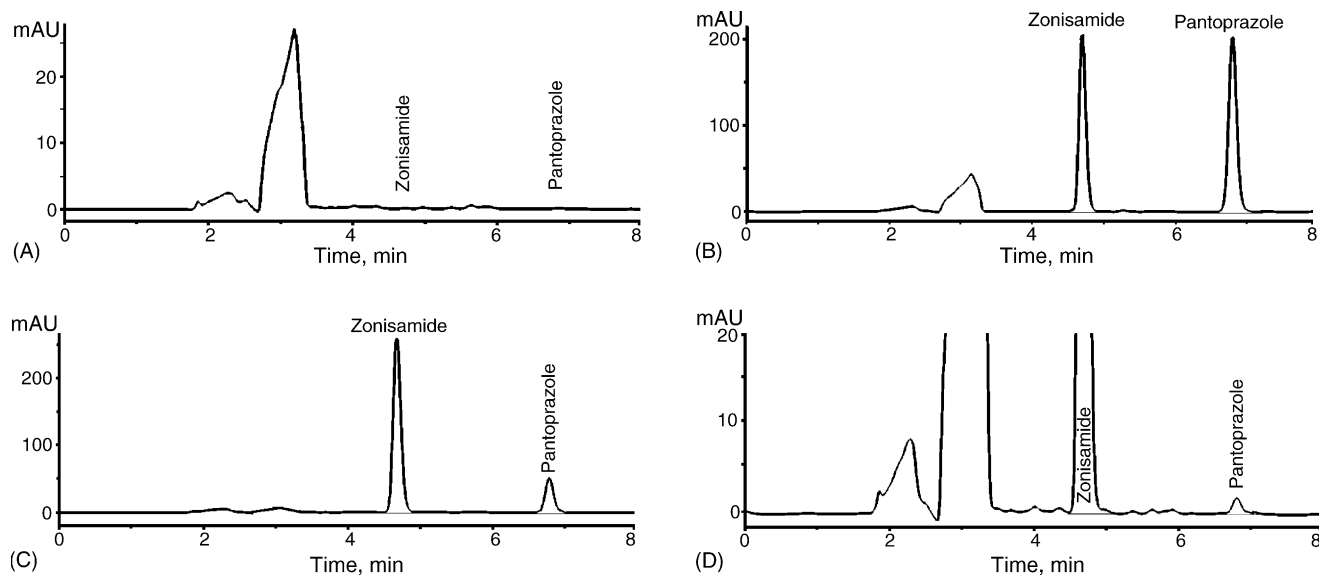 mAU
(A)
20
10
0
Zonisamide
Pantoprazole
0 2 4 6 8
Time, min
mAU
200
100
0
Zonisamide
Pantoprazole
0 2 4 6 8
(B)
Time, min
mAU
200
100
0
Zonisamide
Pantoprazole
0 2 4 6 8
(C)
Time, min
mAU
20
10
0
Zonisamide
Pantoprazole
0 2 4 6 8
(D)
Time, min